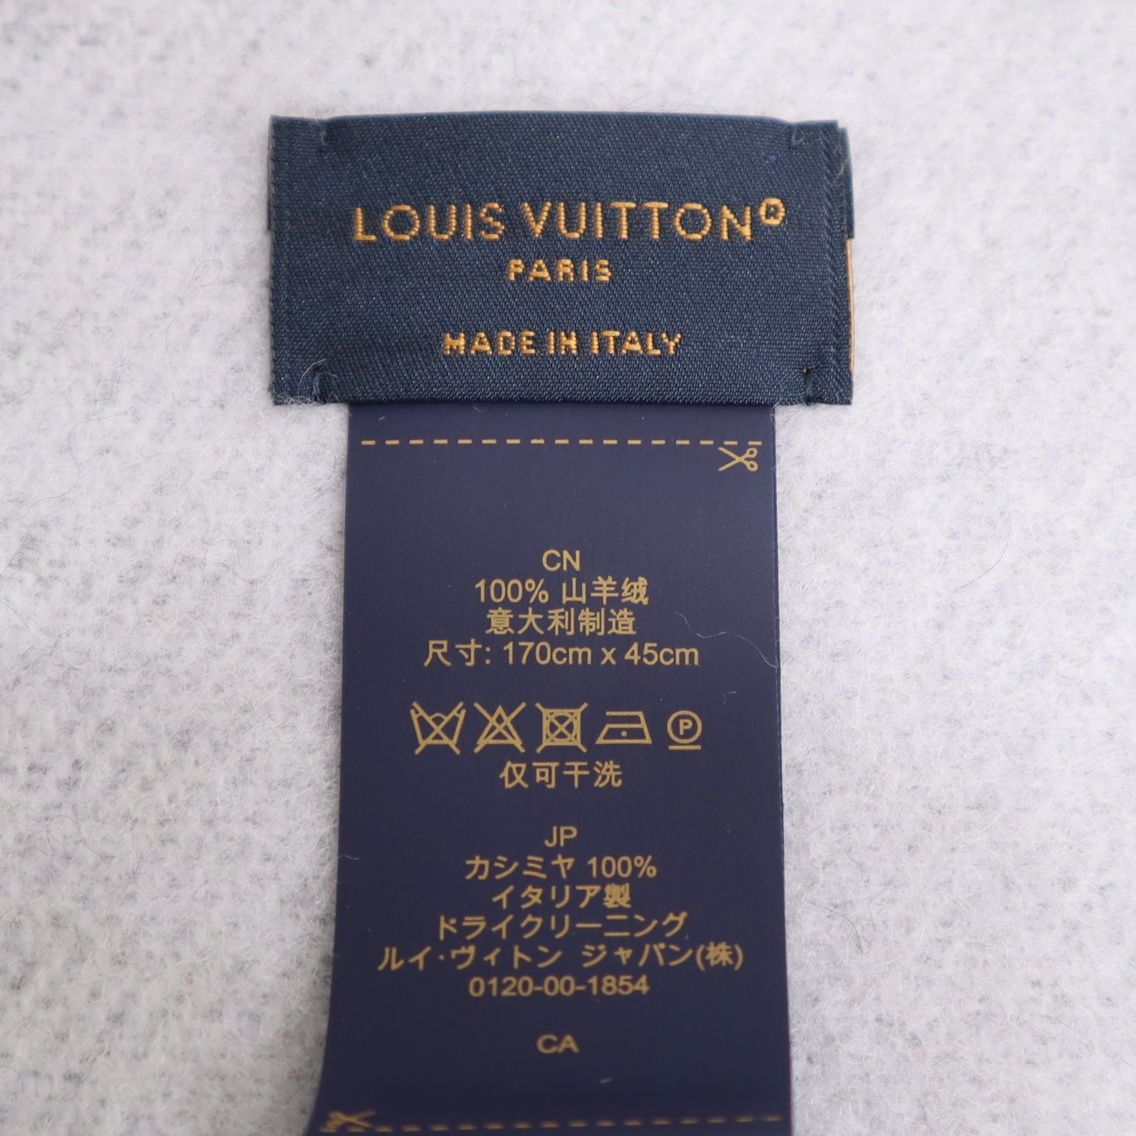 LOUIS VUITTON®
PARIS
MADE IN ITALY
CN
100% 山羊绒
意大利制造
尺寸: 170cm x 45cm
P
仅可干洗
JP
カシミヤ 100%
イタリア製
ドライクリーニング
ルイ·ヴィトン ジャパン(株)
0120-00-1854
CA